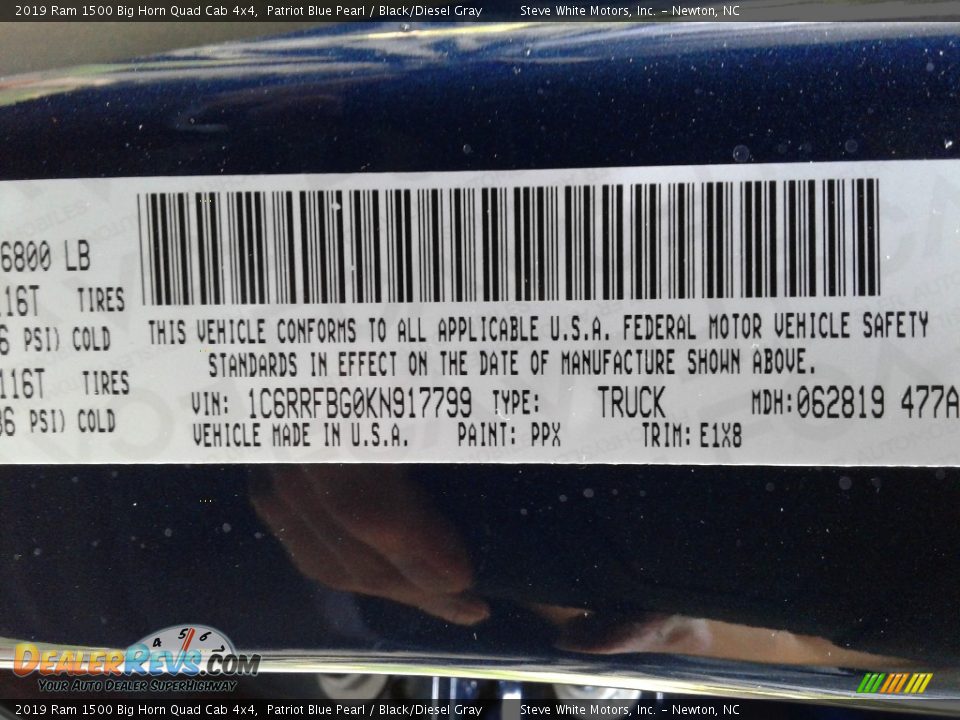 2019 Ram 1500 Big Horn Quad Cab 4x4, Patriot Blue Pearl / Black/Diesel Gray Steve White Motors, Inc. - Newton, NC
6800 LB
116T TIRES
6 PSI) COLD
116T TIRES
36 PSI) COLD
THIS VEHICLE CONFORMS TO ALL APPLICABLE U.S.A. FEDERAL MOTOR VEHICLE SAFETY
STANDARDS IN EFFECT ON THE DATE OF MANUFACTURE SHOWN ABOVE.
VIN: 1C6RRFBG0KN917799 TYPE: TRUCK MDH: 062819 477A
VEHICLE MADE IN U.S.A. PAINT: PPX TRIM: E1X8
4 5 6
DEALERREVS.COM
YOUR AUTO DEALER SUPERHIGHWAY
2019 Ram 1500 Big Horn Quad Cab 4x4, Patriot Blue Pearl / Black/Diesel Gray Steve White Motors, Inc. - Newton, NC